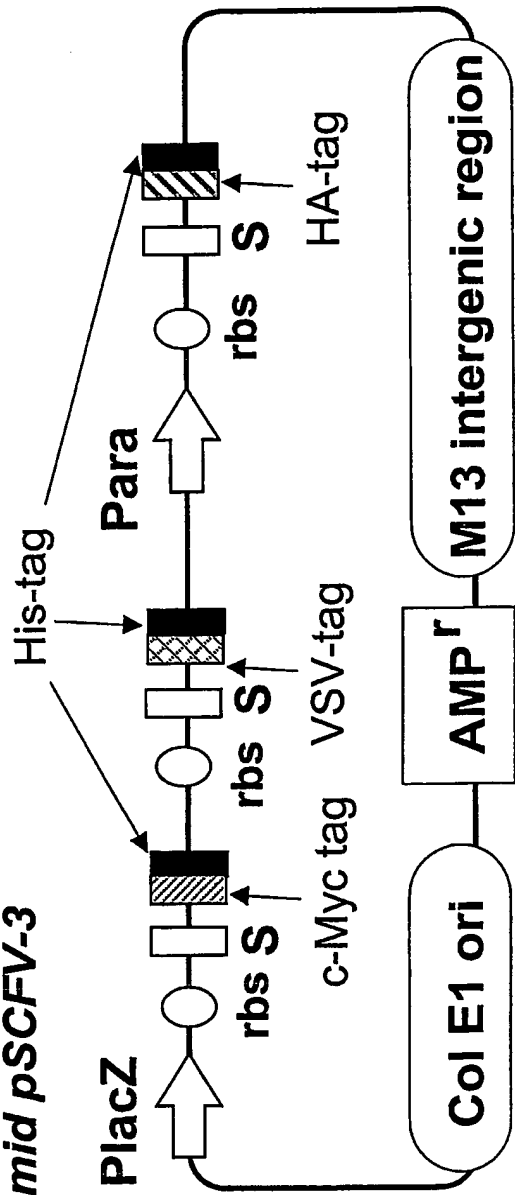 mid pSCFV-3
His-tag
PlacZ
Para
rbs S
rbs S
rbs S
c-Myc tag
VSV-tag
HA-tag
Col E1 ori
AMPʳ
M13 intergenic region